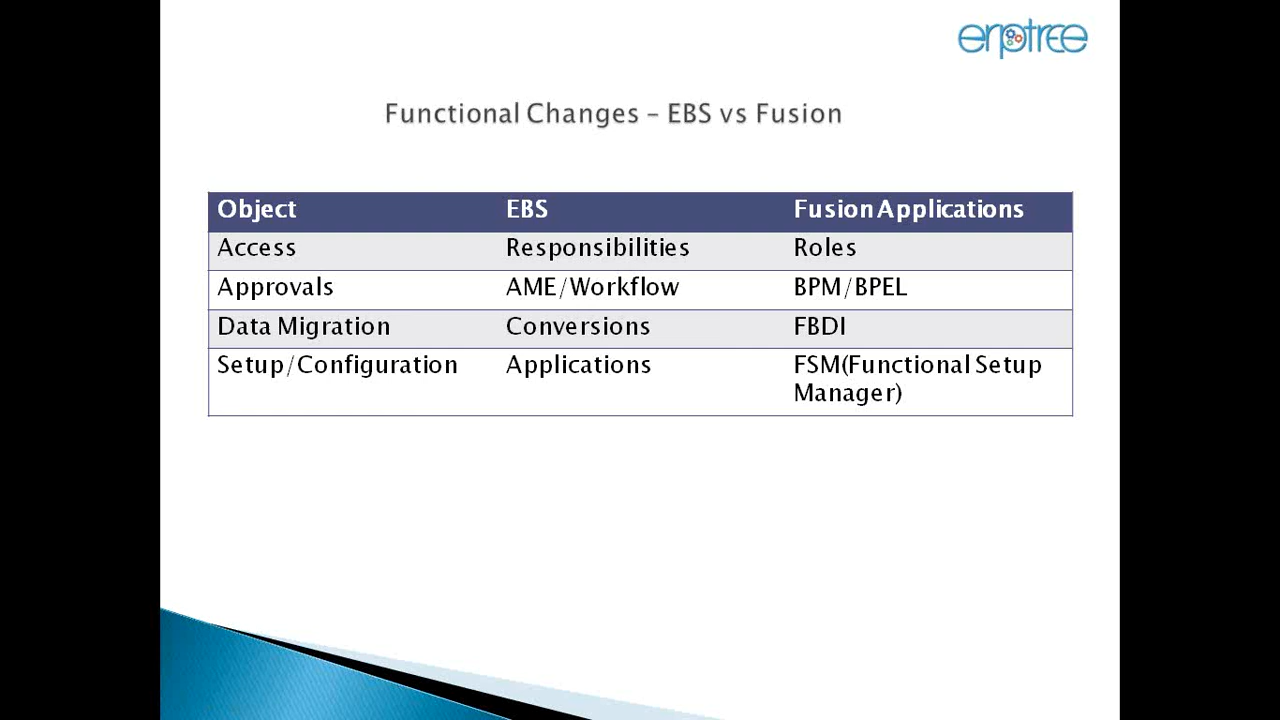 erptree
Functional Changes – EBS vs Fusion
Object EBS Fusion Applications
Access Responsibilities Roles
Approvals AME/Workflow BPM/BPEL
Data Migration Conversions FBDI
Setup/Configuration Applications FSM(Functional Setup
Manager)